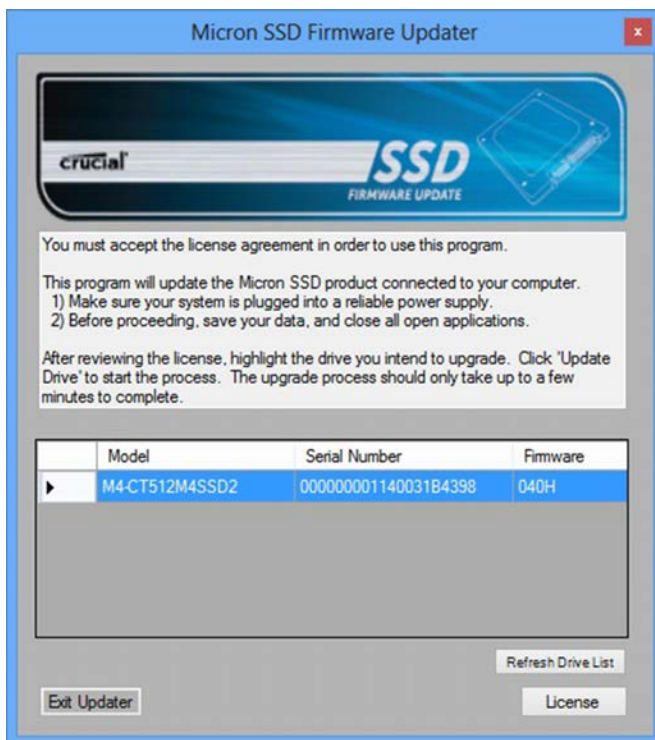 Micron SSD Firmware Updater
x
crucial
SSD
FIRMWARE UPDATE
You must accept the license agreement in order to use this program.
This program will update the Micron SSD product connected to your computer.
1) Make sure your system is plugged into a reliable power supply.
2) Before proceeding, save your data, and close all open applications.
After reviewing the license, highlight the drive you intend to upgrade. Click 'Update
Drive' to start the process. The upgrade process should only take up to a few
minutes to complete.
Model Serial Number Firmware
M4-CT512M4SSD2 000000001140031B4398 040H
Refresh Drive List
Exit Updater License